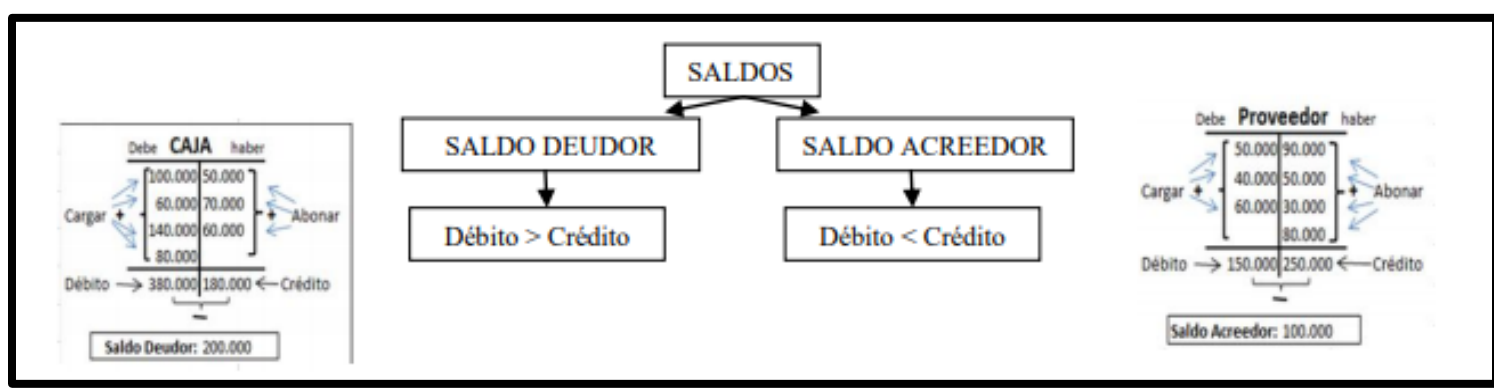 SALDOS
SALDO DEUDOR
SALDO ACREEDOR
Débito > Crédito
Débito < Crédito
Debe CAJA haber
100.000 50.000
60.000 70.000
Cargar + + Abonar
140.000 60.000
80.000
Débito 380.000 180.000 Crédito
Saldo Deudor: 200.000
Debe Proveedor haber
50.000 90.000
40.000 50.000
Cargar + + Abonar
60.000 30.000
80.000
Débito 150.000 250.000 Crédito
Saldo Acreedor: 100.000